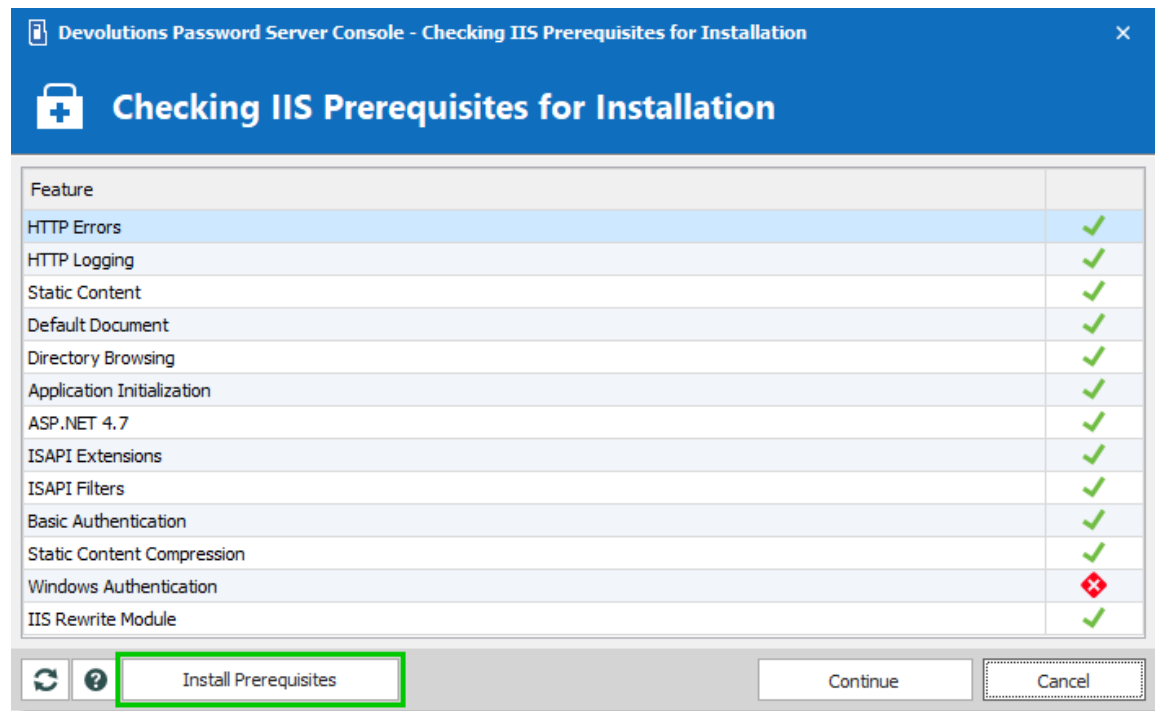 Devolutions Password Server Console - Checking IIS Prerequisites for Installation
Checking IIS Prerequisites for Installation
Feature
HTTP Errors
HTTP Logging
Static Content
Default Document
Directory Browsing
Application Initialization
ASP.NET 4.7
ISAPI Extensions
ISAPI Filters
Basic Authentication
Static Content Compression
Windows Authentication
IIS Rewrite Module
Install Prerequisites Continue Cancel